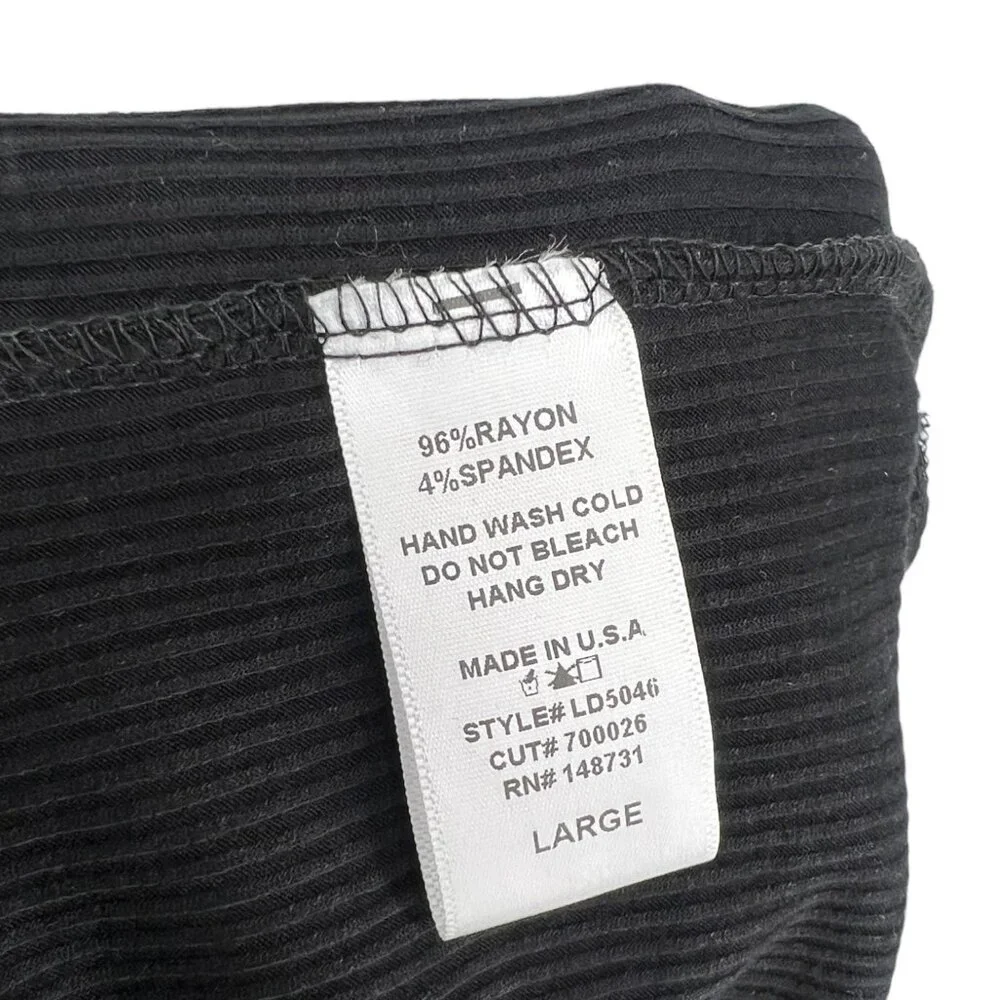 96%RAYON
4%SPANDEX
HAND WASH COLD
DO NOT BLEACH
HANG DRY
MADE IN U.S.A
STYLE# LD5046
CUT# 700026
RN# 148731
LARGE